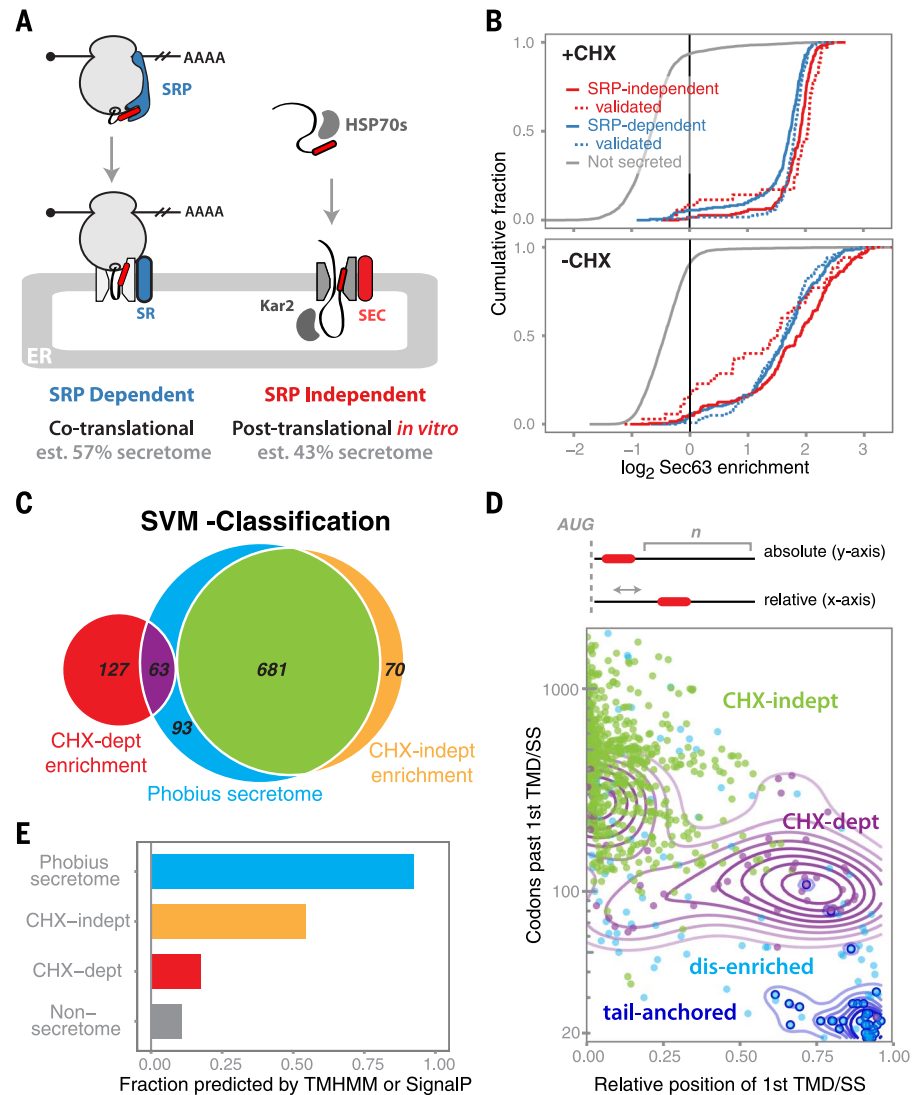 A
AAAA
SRP
HSP70s
AAAA
Kar2
SR
SEC
ER
SRP Dependent
SRP Independent
Co-translational
Post-translational in vitro
est. 57% secretome
est. 43% secretome
B
+CHX
SRP-independent
validated
SRP-dependent
validated
Not secreted
1.0
0.5
0.0
-CHX
1.0
0.5
0.0
Cumulative fraction
−2
−1
0
1
2
3
log2 Sec63 enrichment
C
SVM -Classification
127
63
681
70
93
CHX-dept
enrichment
CHX-indept
enrichment
Phobius secretome
D
AUG
n
absolute (y-axis)
relative (x-axis)
CHX-indept
CHX-dept
dis-enriched
tail-anchored
1000
100
20
Codons past 1st TMD/SS
0.00
0.25
0.50
0.75
1.00
Relative position of 1st TMD/SS
E
Phobius
secretome
CHX−indept
CHX−dept
Non−
secretome
0.00
0.25
0.50
0.75
1.00
Fraction predicted by TMHMM or SignalP